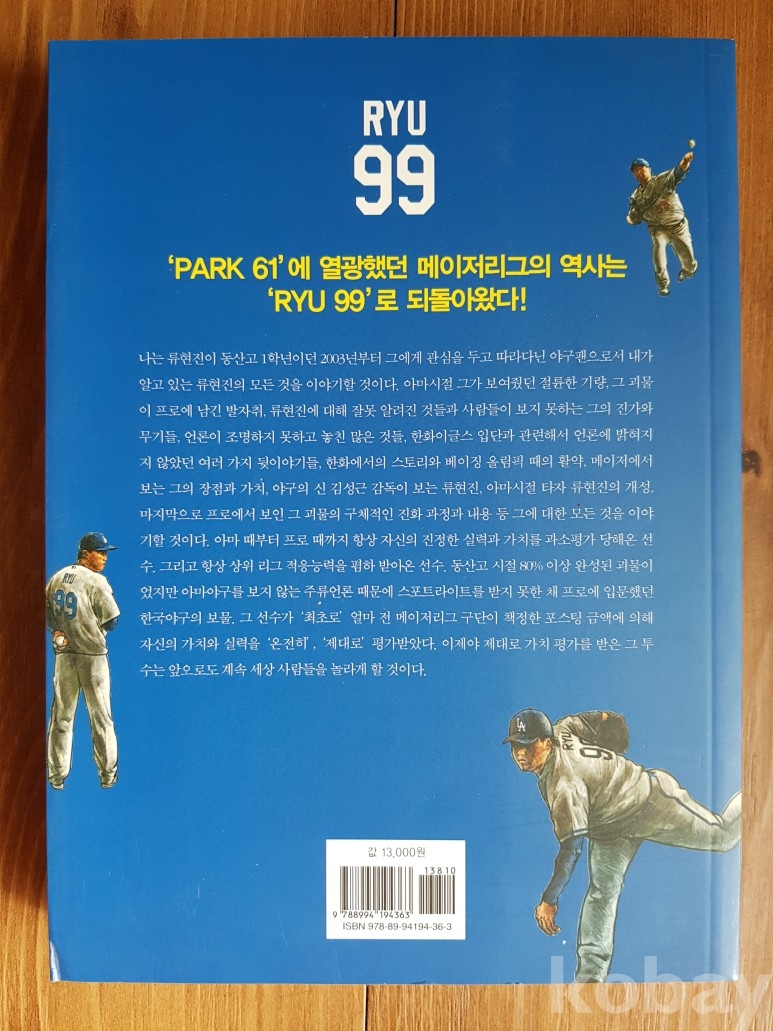 RYU
99
'PARK 61'에 열광했던 메이저리그의 역사는
'RYU 99'로 되돌아왔다!
나는 류현진이 동산고 1학년이던 2003년부터 그에게 관심을 두고 따라다닌 야구팬으로서 내가
알고 있는 류현진의 모든 것을 이야기할 것이다. 아마시절 그가 보여줬던 절륜한 기량, 그 괴물
이 프로에 남긴 발자취, 류현진에 대해 잘못 알려진 것들과 사람들이 보지 못하는 그의 진가와
무기들, 언론이 조명하지 못하고 놓친 많은 것들, 한화이글스 입단과 관련해서 언론에 밝혀지
지 않았던 여러 가지 뒷이야기들, 한화에서의 스토리와 베이징 올림픽 때의 활약, 메이저에서
보는 그의 장점과 가치, 야구의 신 김성근 감독이 보는 류현진, 아마시절 타자 류현진의 개성,
마지막으로 프로에서 보인 그 괴물의 구체적인 진화 과정과 내용 등 그에 대한 모든 것을 이야
기할 것이다. 아마 때부터 프로 때까지 항상 자신의 진정한 실력과 가치를 과소평가 당해온 선
수. 그리고 항상 상위 리그 적응능력을 폄하 받아온 선수. 동산고 시절 80% 이상 완성된 괴물이
었지만 아마야구를 보지 않는 주류언론 때문에 스포트라이트를 받지 못한 채 프로에 입문했던
한국야구의 보물. 그 선수가 '최초로' 얼마 전 메이저리그 구단이 책정한 포스팅 금액에 의해
자신의 가치와 실력을 '온전히', '제대로' 평가받았다. 이제야 제대로 가치 평가를 받은 그 투
수는 앞으로도 계속 세상 사람들을 놀라게 할 것이다.
RYU
99
LA
RYU
99
값 13,000원
13810
9 788994 194363
ISBN 978-89-94194-36-3
kobay